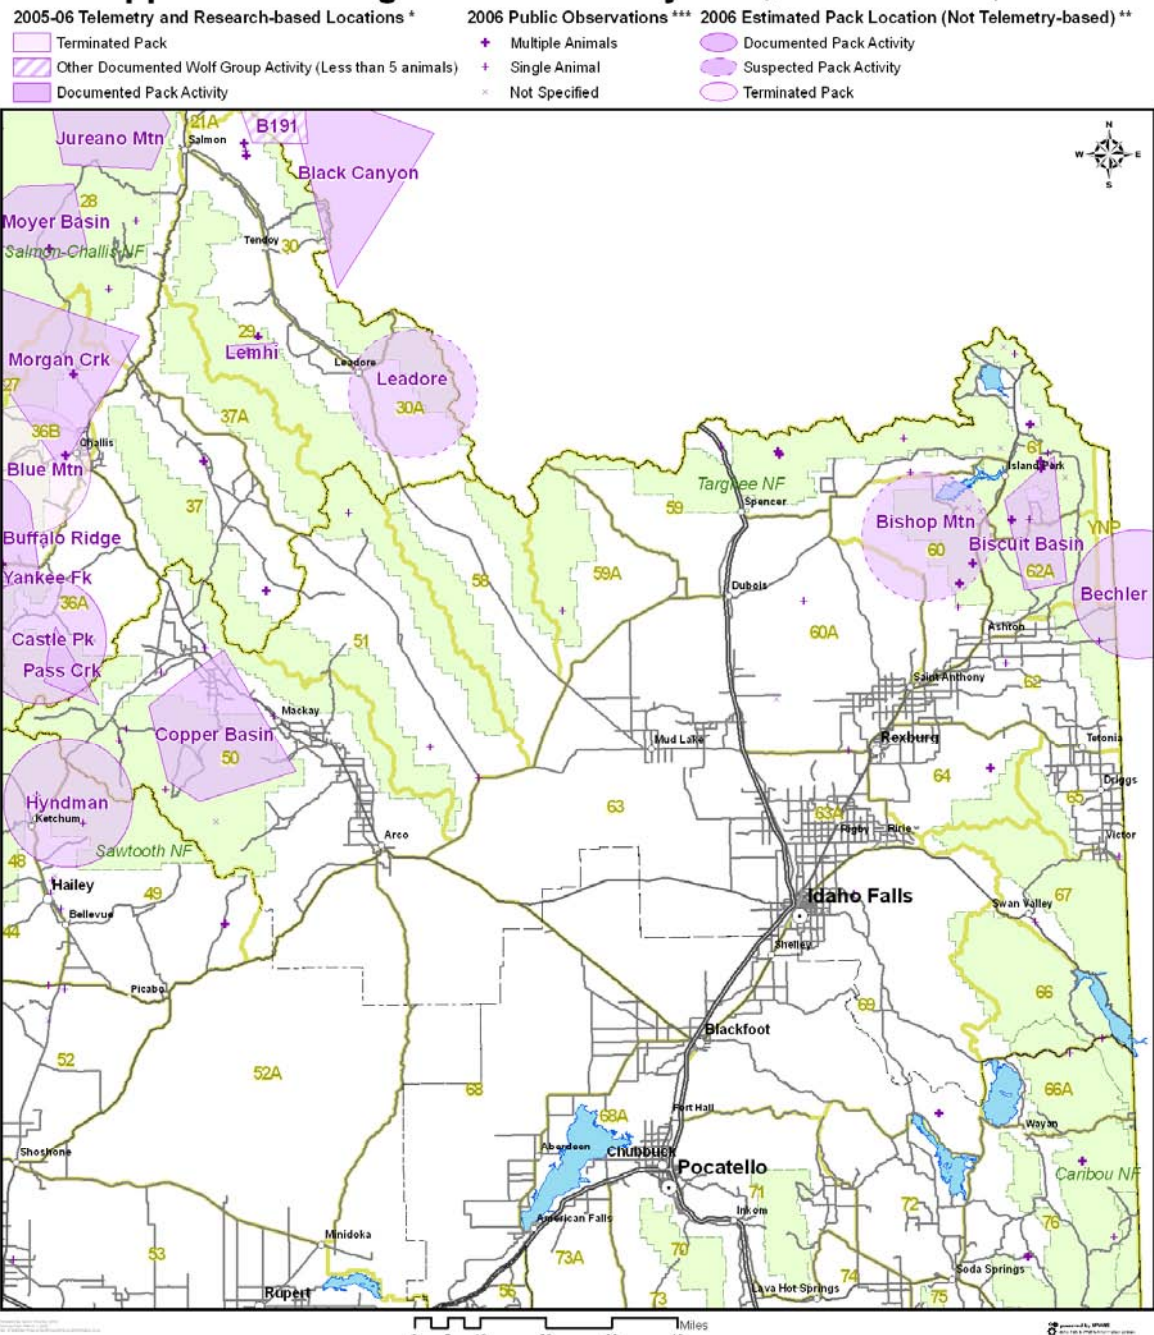 2005-06 Telemetry and Research-based Locations *
Terminated Pack
Other Documented Wolf Group Activity (Less than 5 animals)
Documented Pack Activity
2006 Public Observations ***
Multiple Animals
Single Animal
Not Specified
2006 Estimated Pack Location (Not Telemetry-based) **
Documented Pack Activity
Suspected Pack Activity
Terminated Pack
N
W E
S
21A
B191
Jureano Mtn
Salmon
Black Canyon
28
Moyer Basin
Tendoy
30
Salmon-Challis NF
29
Lemhi
Morgan Crk
Leadore
Leadore
27
30A
37A
36B
Challis
61
Blue Mtn
Island Park
Targhee NF
37
59
Spencer
Bishop Mtn
YNP
Buffalo Ridge
60
Biscuit Basin
Yankee Fk
58
59A
62A
Dubois
Bechler
36A
60A
Ashton
Castle Pk
51
Pass Crk
Saint Anthony
62
Mackay
Copper Basin
Mud Lake
Rexburg
Tetonia
50
64
Driggs
Hyndman
63
65
Ketchum
63A
Rigby
Ririe
Arco
Victor
Sawtooth NF
48
Hailey
49
Idaho Falls
67
Bellevue
Swan Valley
44
Shelley
Picabo
66
69
Blackfoot
52
52A
68
66A
Fort Hall
68A
Wayan
Aberdeen
Chubbuck
Shoshone
Pocatello
Caribou NF
71
72
Inkom
American Falls
76
Minidoka
53
73A
70
Soda Springs
74
Rupert
56
73
Lava Hot Springs
75
Miles